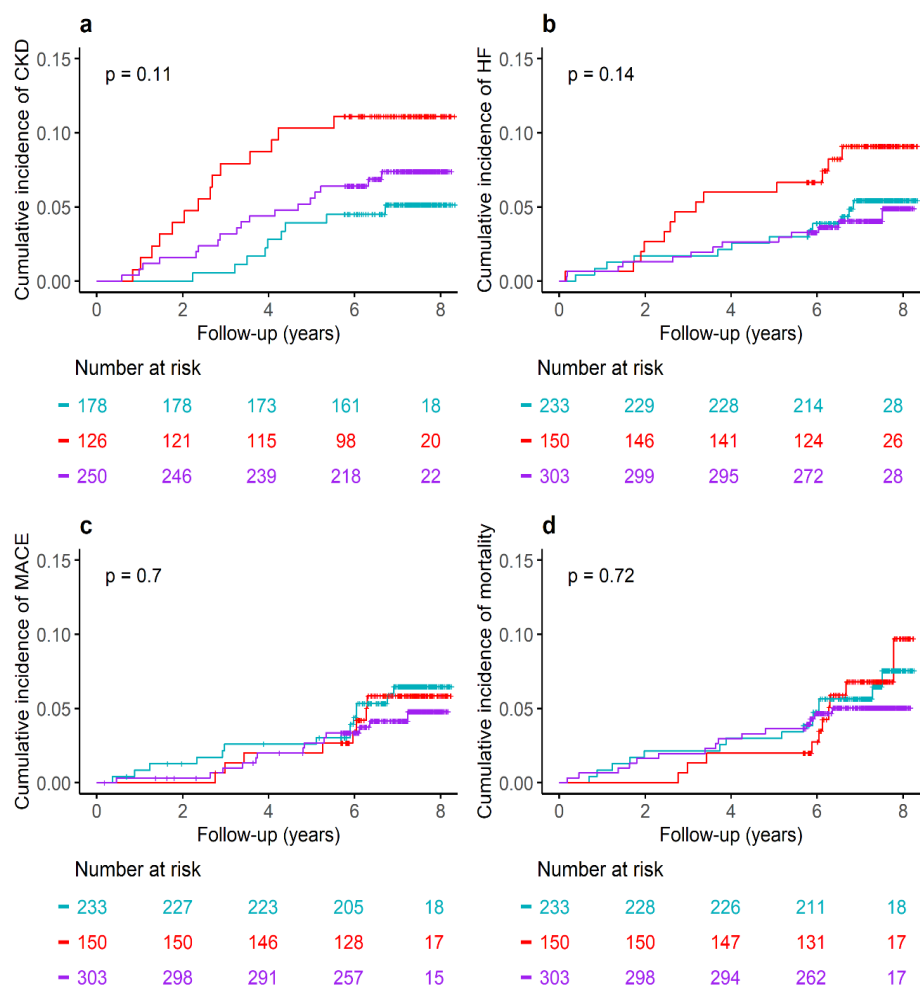 a
Cumulative incidence of CKD
0.15
0.10
0.05
0.00
p = 0.11
0 2 4 6 8
Follow-up (years)
Number at risk
178 178 173 161 18
126 121 115 98 20
250 246 239 218 22
b
Cumulative incidence of HF
0.15
0.10
0.05
0.00
p = 0.14
0 2 4 6 8
Follow-up (years)
Number at risk
233 229 228 214 28
150 146 141 124 26
303 299 295 272 28
c
Cumulative incidence of MACE
0.15
0.10
0.05
0.00
p = 0.7
0 2 4 6 8
Follow-up (years)
Number at risk
233 227 223 205 18
150 150 146 128 17
303 298 291 257 15
d
Cumulative incidence of mortality
0.15
0.10
0.05
0.00
p = 0.72
0 2 4 6 8
Follow-up (years)
Number at risk
233 228 226 211 18
150 150 147 131 17
303 298 294 262 17